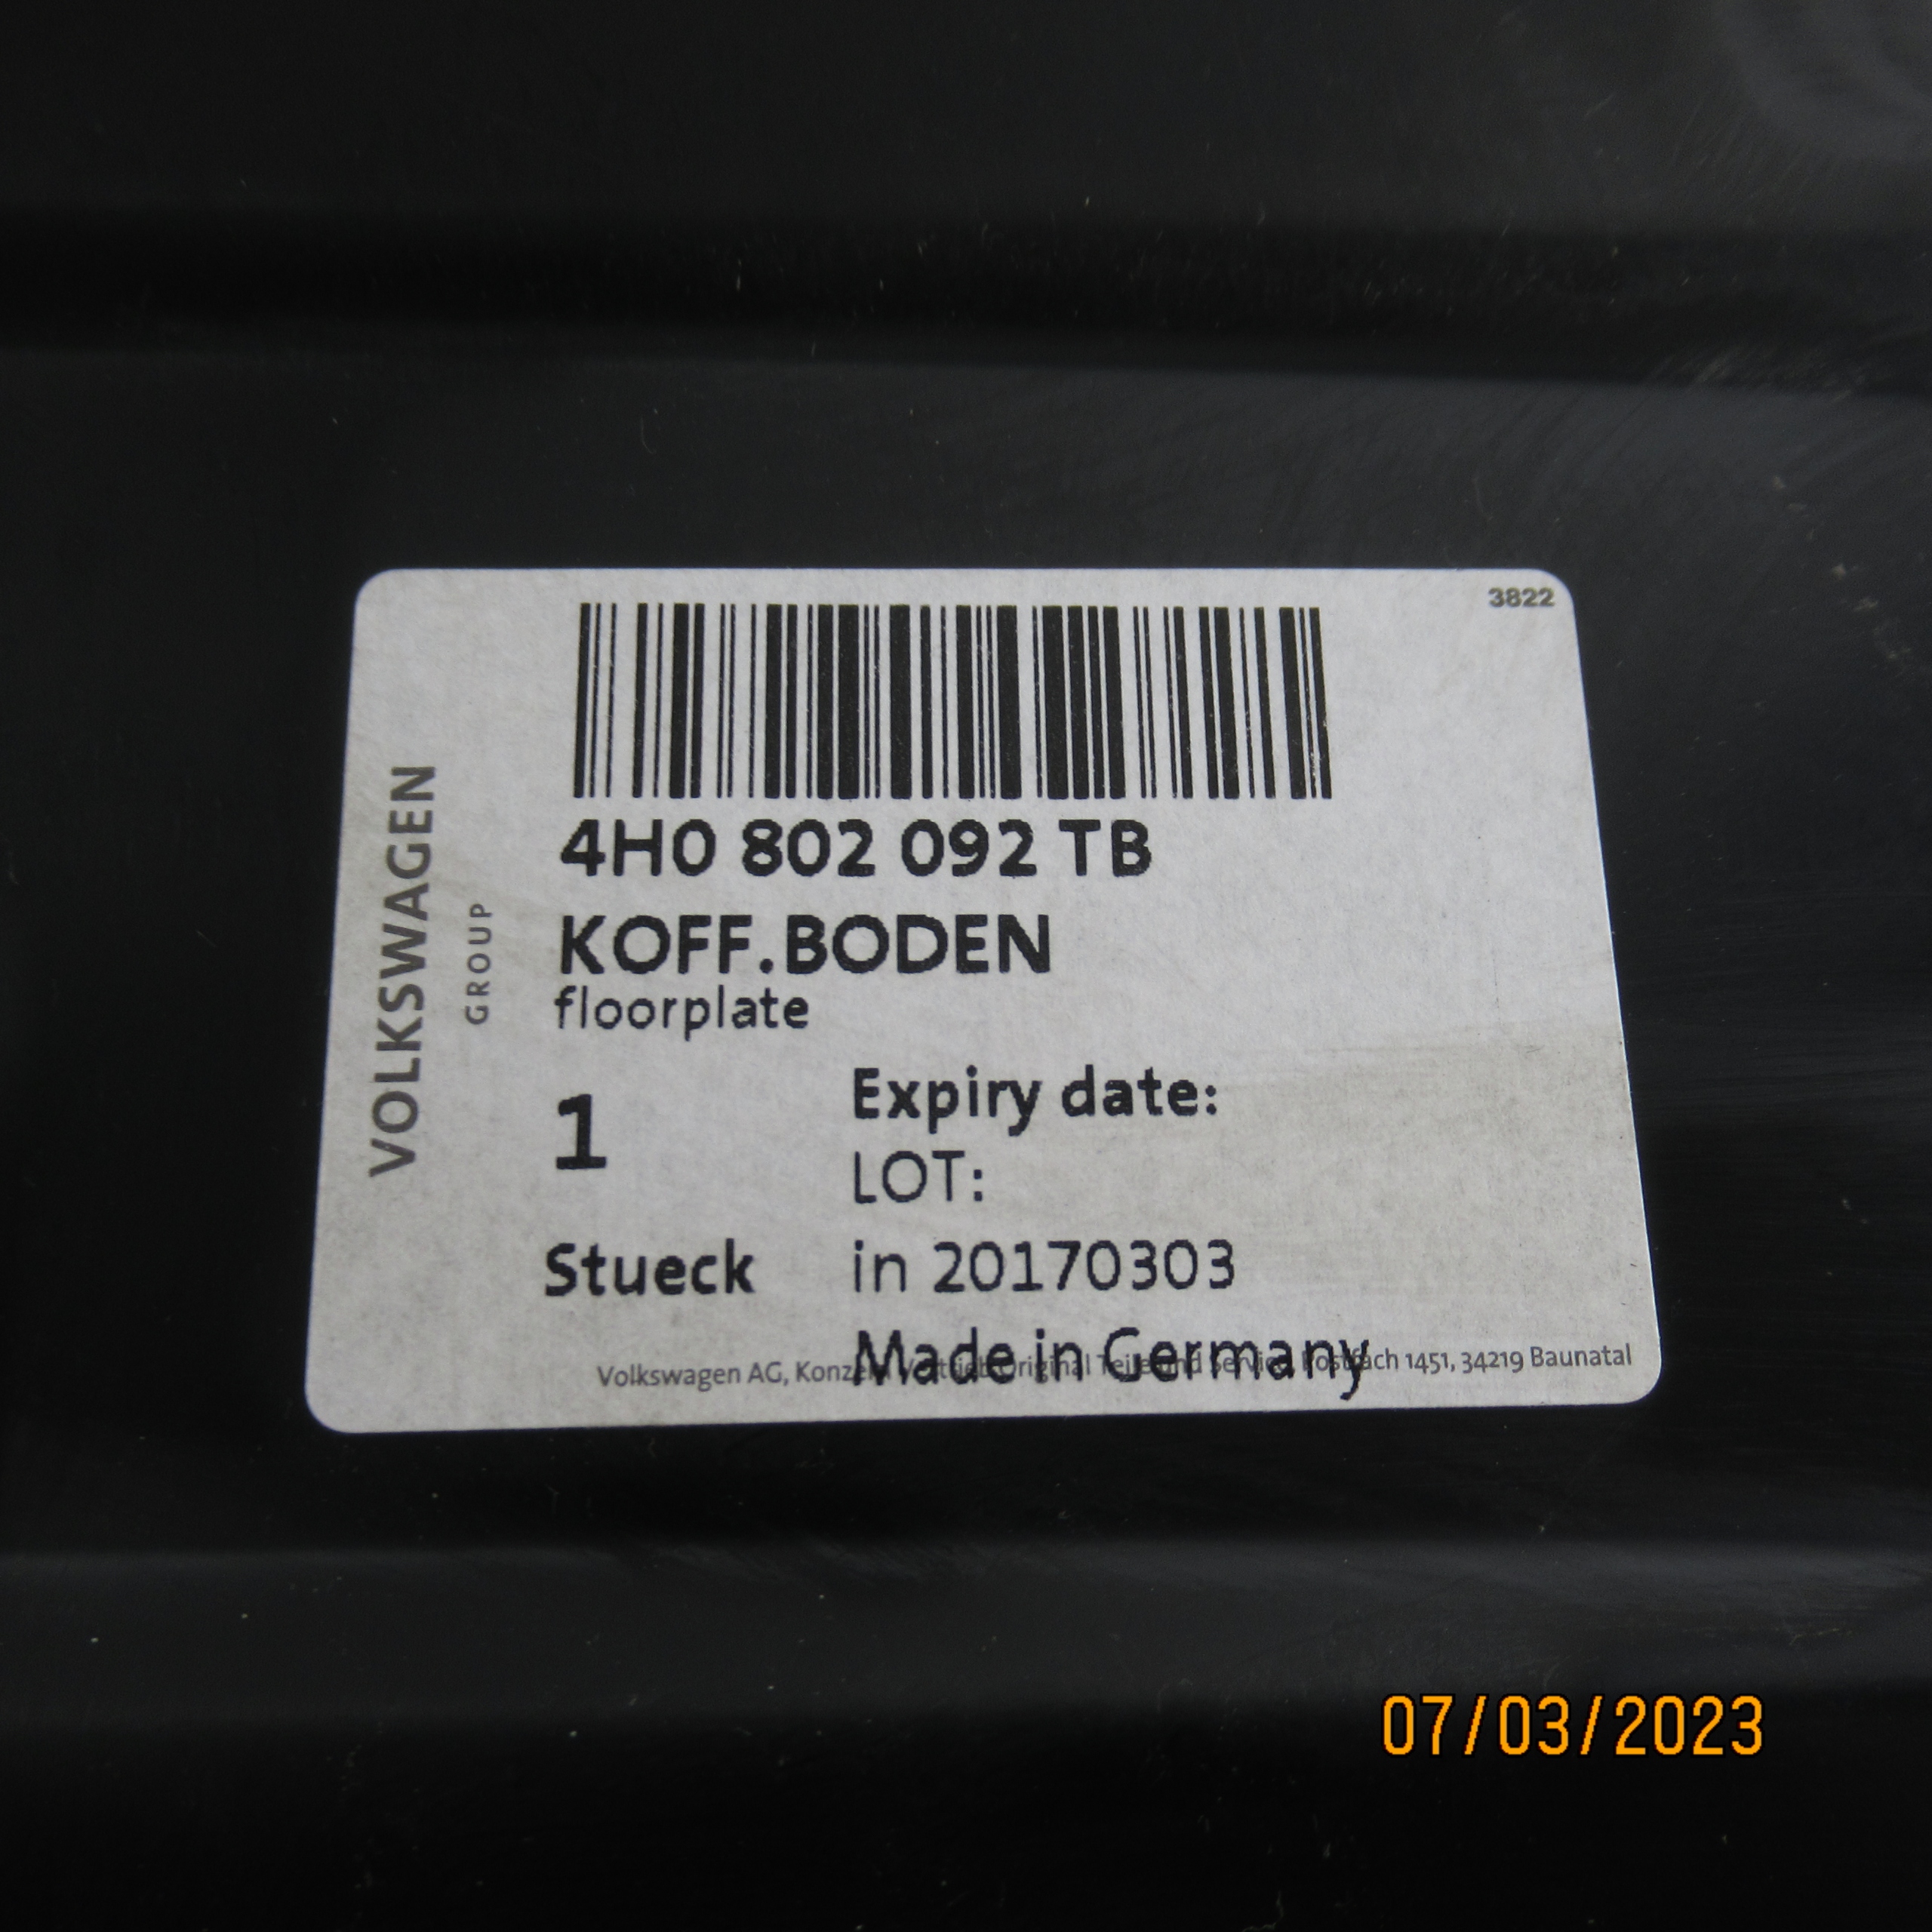 3822
VOLKSWAGEN
GROUP
4H0 802 092 TB
KOFF.BODEN
floorplate
1
Expiry date:
LOT:
Stueck
in 20170303
Made in Germany
Volkswagen AG, Konzern Vertrieb Original Teile und Service, Postfach 1451, 34219 Baunatal
07/03/2023